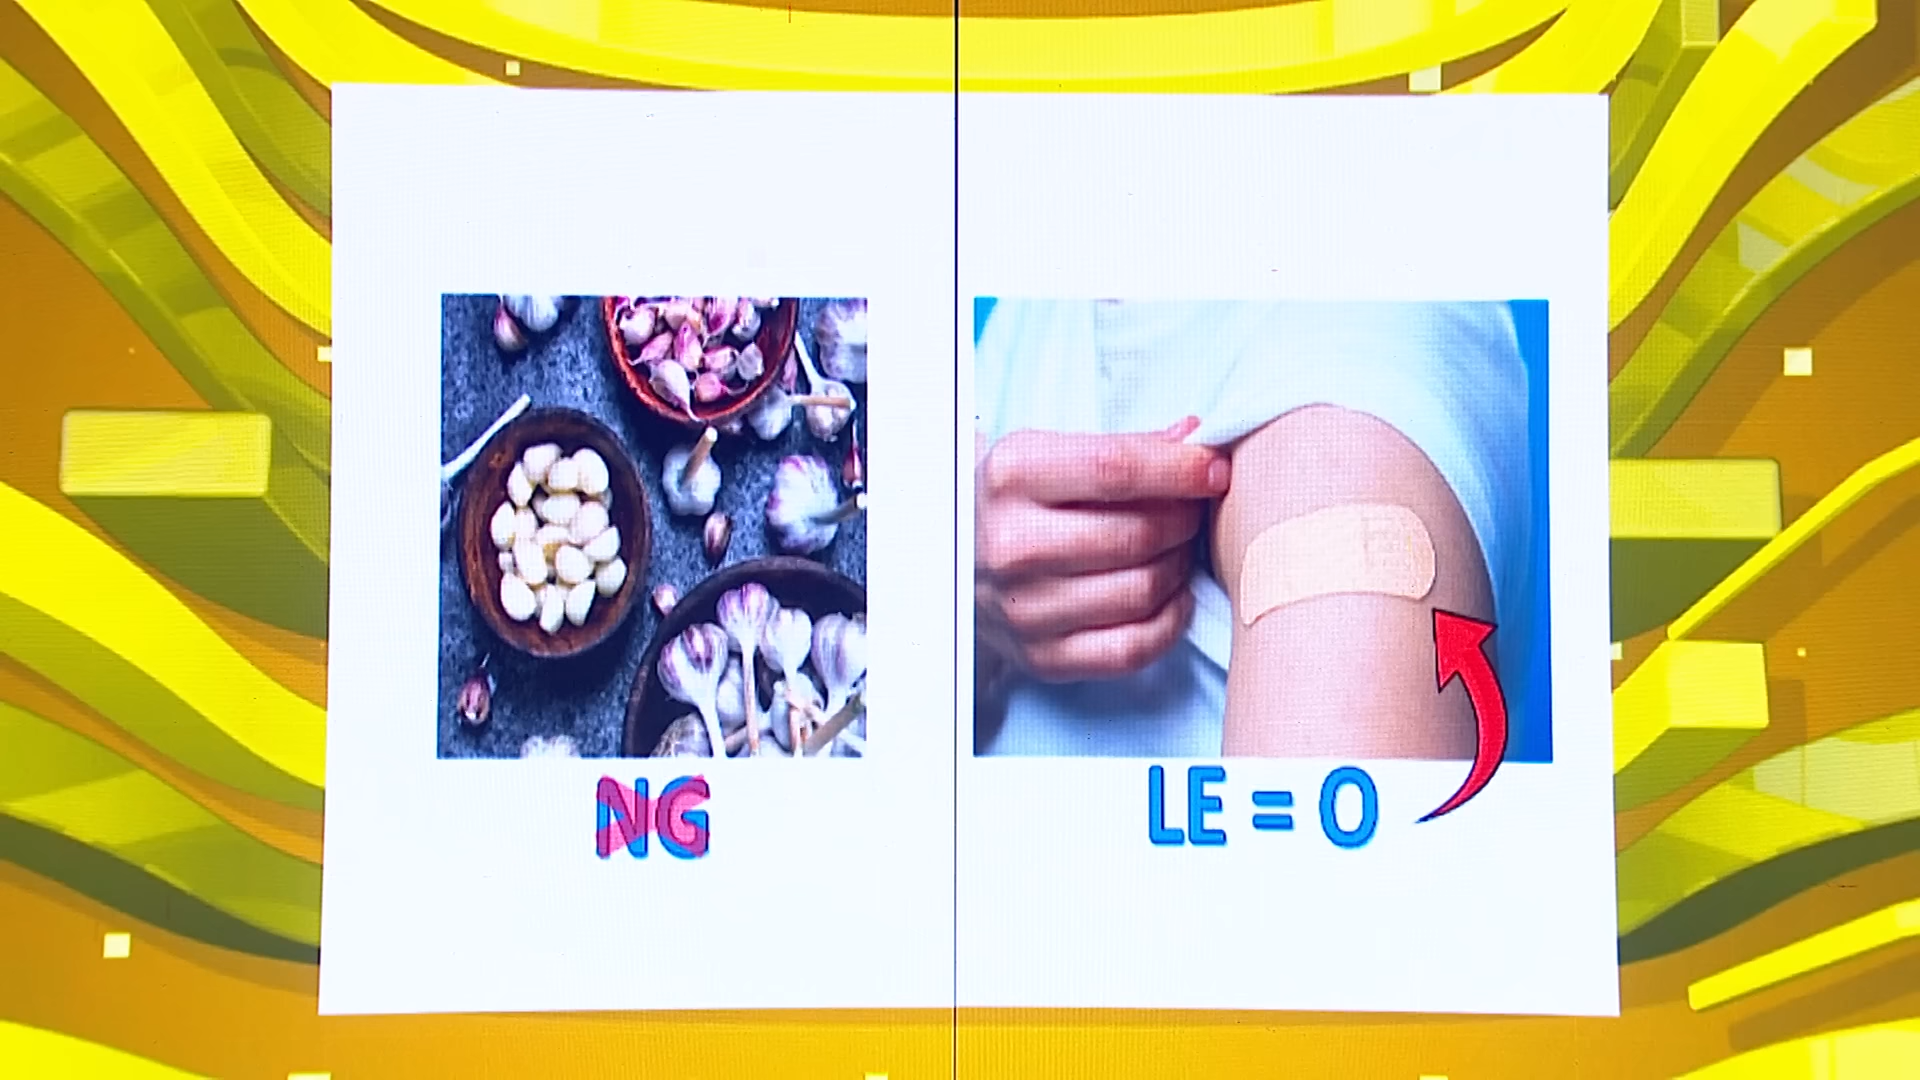 NG
LE = O